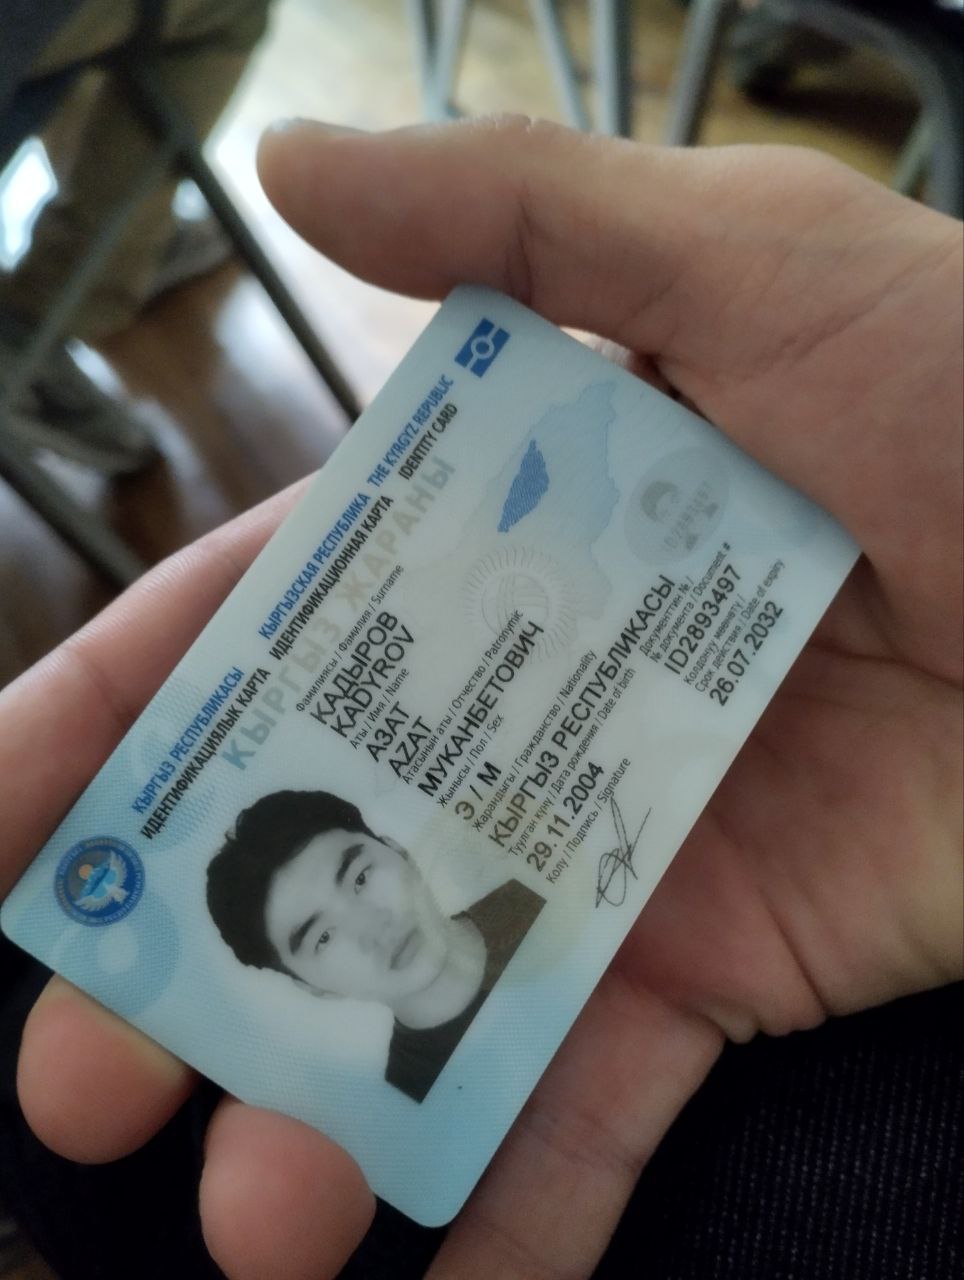 КЫРГЫЗ РЕСПУБЛИКАСЫ КЫРГЫЗСКАЯ РЕСПУБЛИКА THE KYRGYZ REPUBLIC
ИДЕНТИФИКАЦИЯЛЫК КАРТА ИДЕНТИФИКАЦИОННАЯ КАРТА IDENTITY CARD
КЫРГЫЗ ЖАРАНЫ
Фамилиясы / Фамилия / Surname
КАДЫРОВ
KADYROV
Аты / Имя / Name
АЗАТ
AZAT
Атасынын аты / Отчество / Patronymic
МУКАНБЕТОВИЧ
Жынысы / Пол / Sex
Э / М
Жарандыгы / Гражданство / Nationality
КЫРГЫЗ РЕСПУБЛИКАСЫ
Туулган күнү / Дата рождения / Date of birth
29.11.2004
Колу / Подпись / Signature
Документтин № /
№ документа / Document #
ID2893497
Колдонуу мөөнөтү /
Срок действия / Date of expiry
26.07.2032